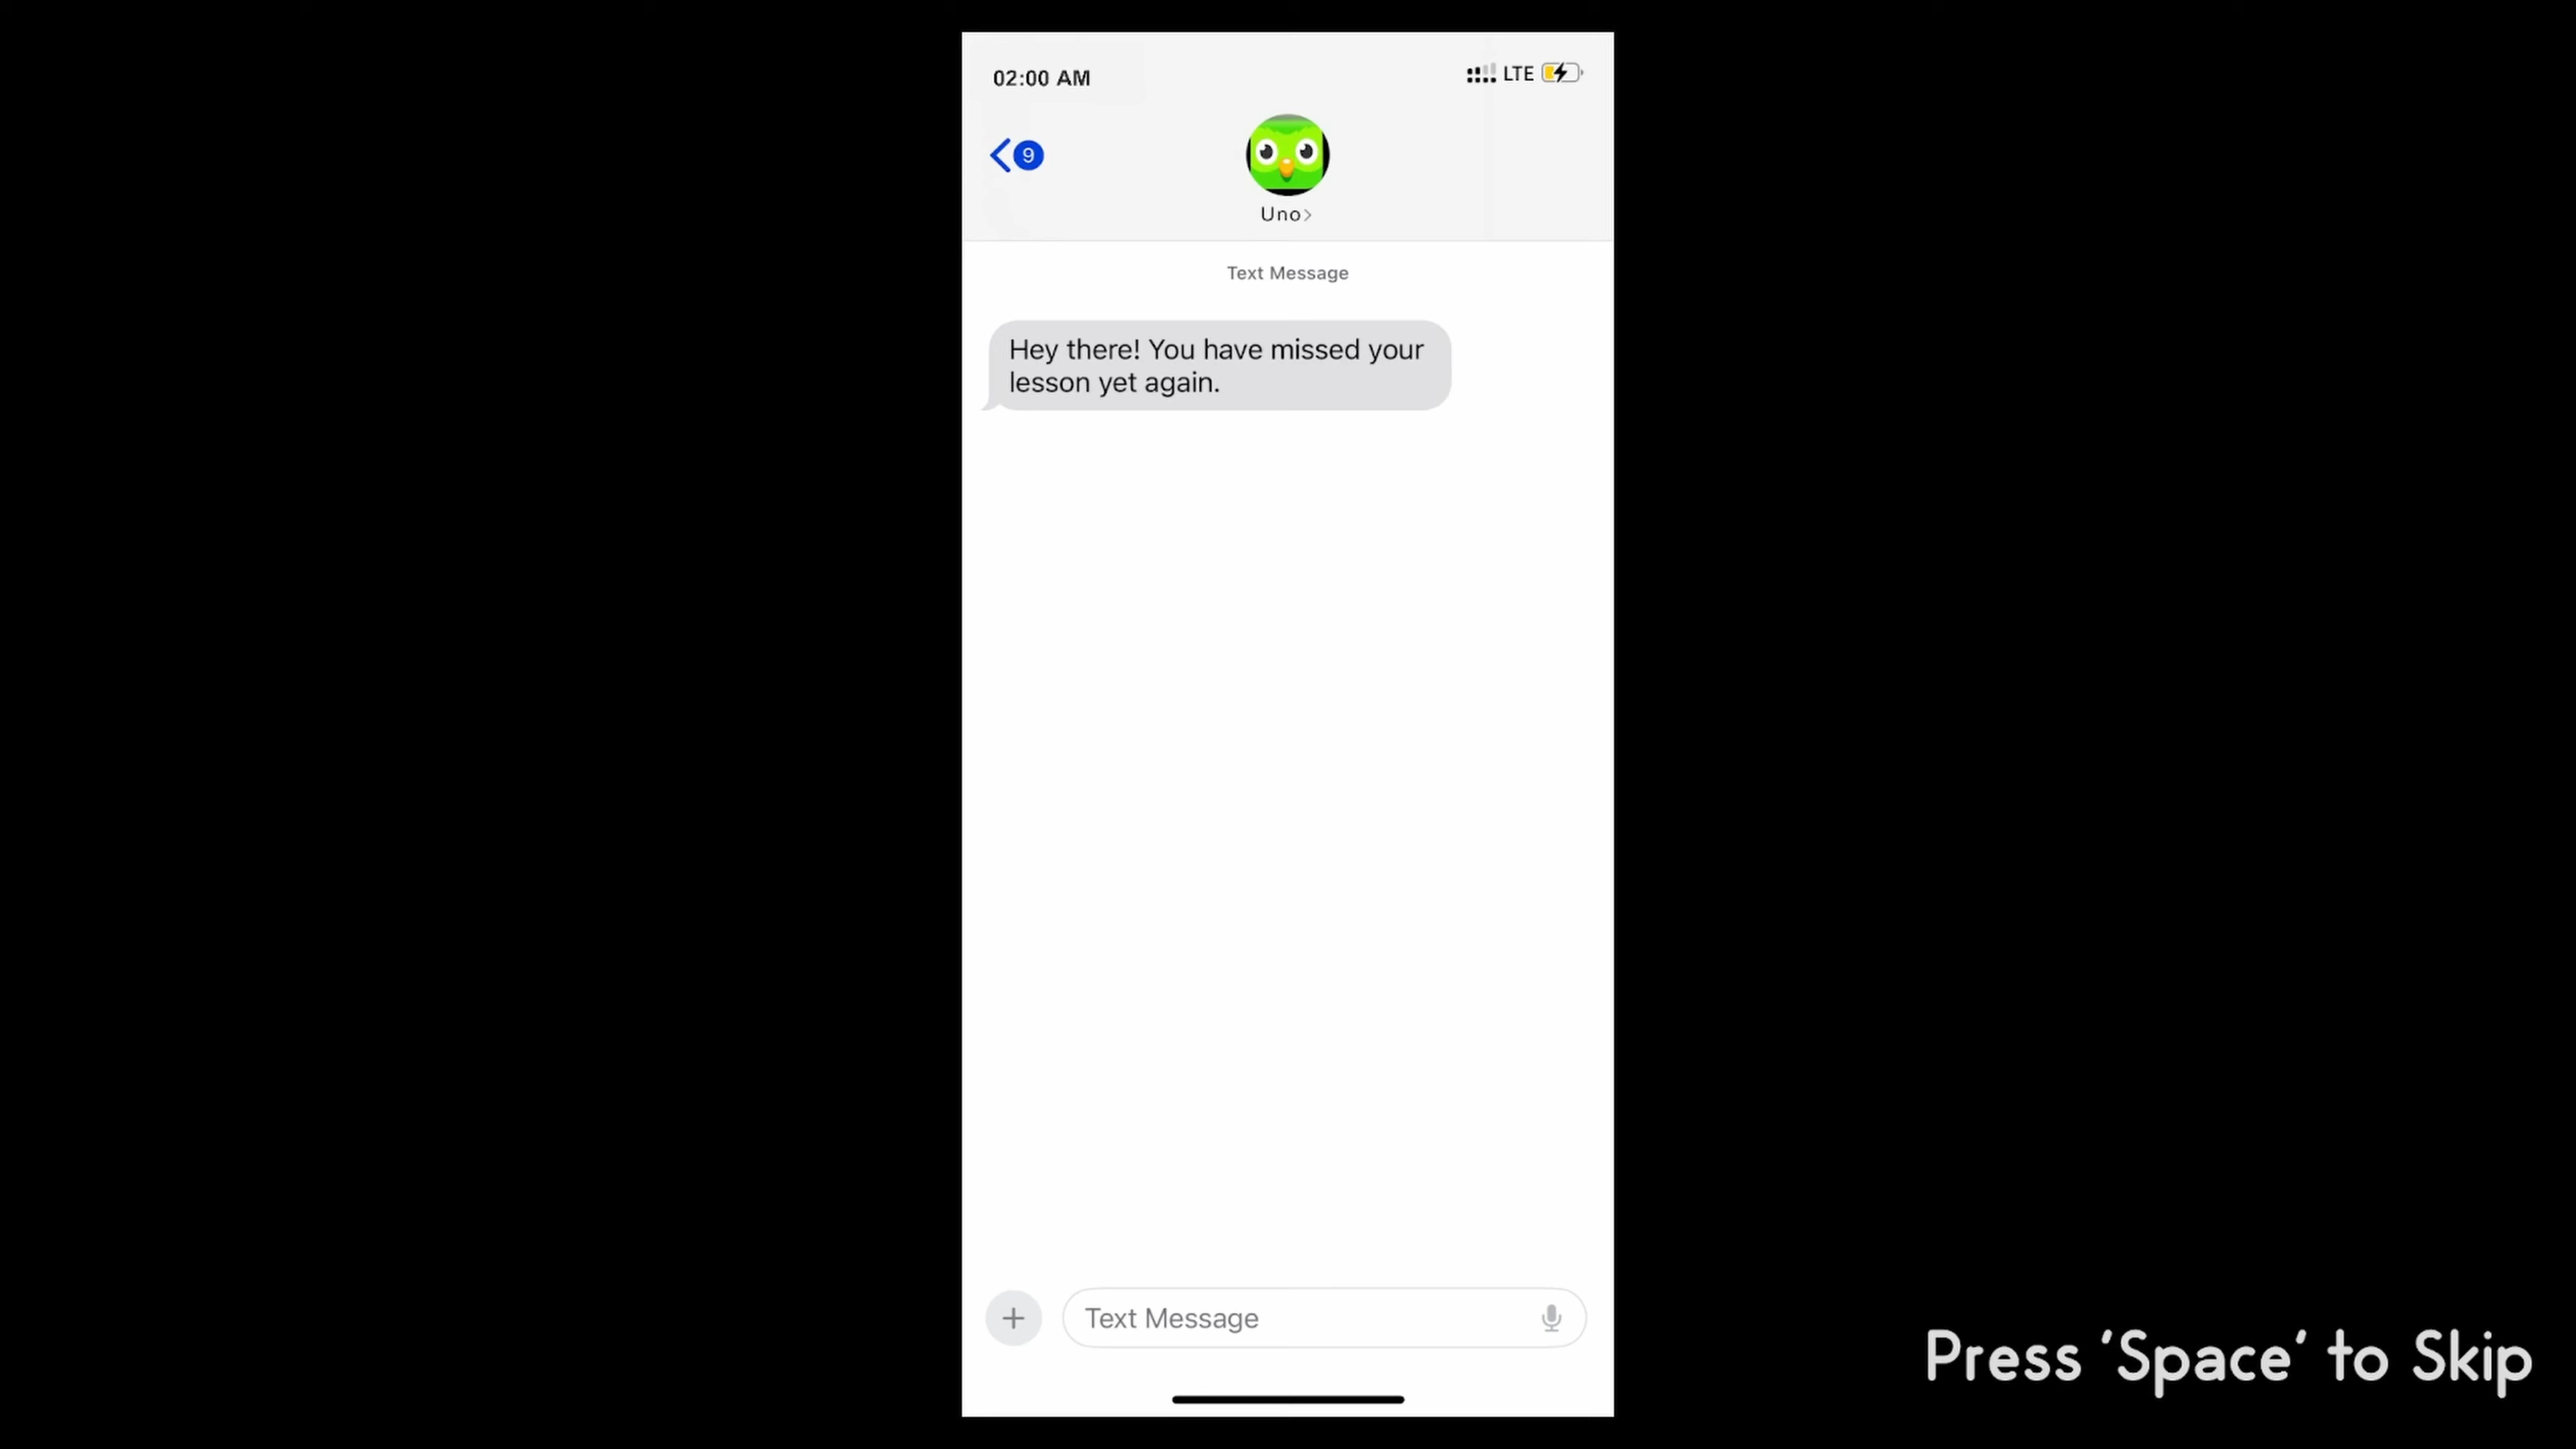 02:00 AM
LTE
9
Uno
Text Message
Hey there! You have missed your
lesson yet again.
Text Message
Press 'Space' to Skip